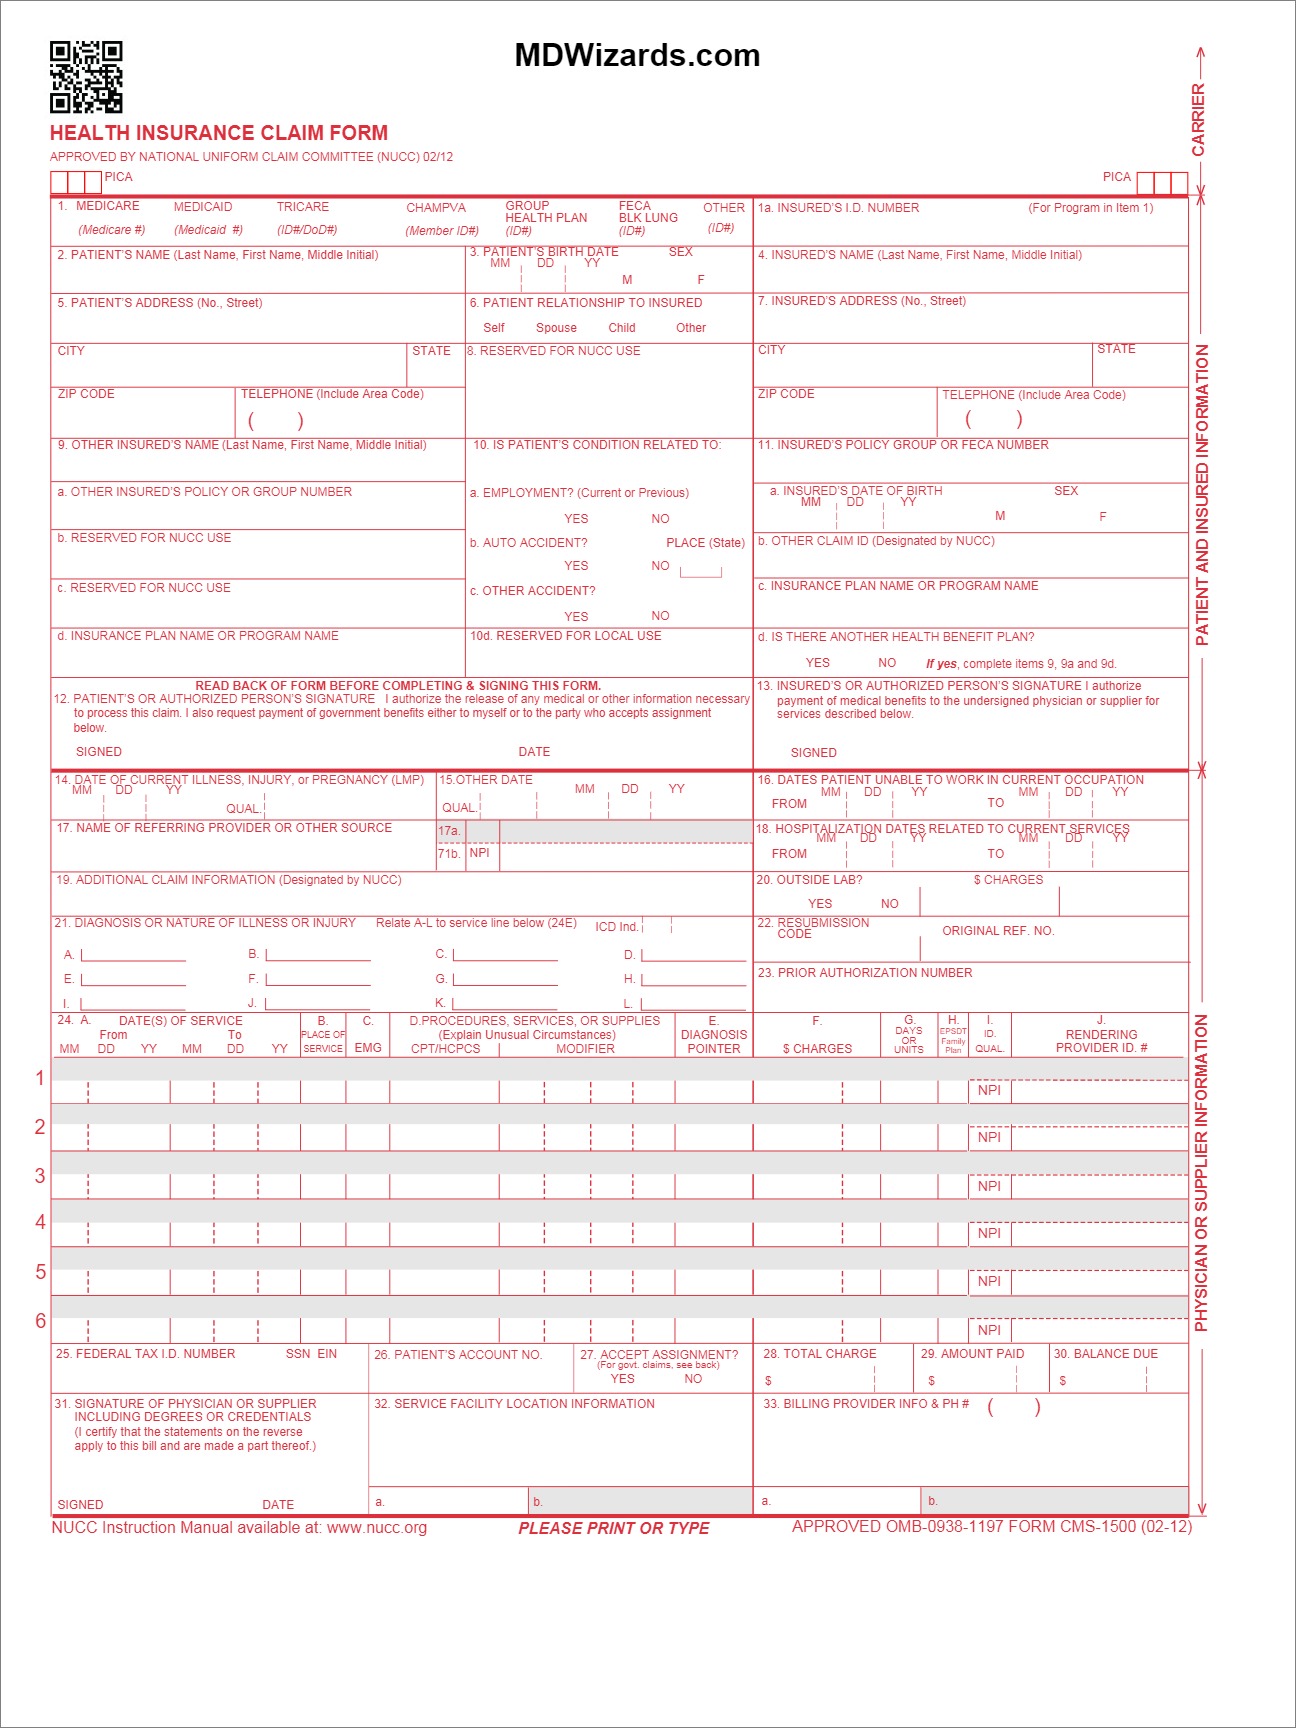 MDWizards.com
HEALTH INSURANCE CLAIM FORM
APPROVED BY NATIONAL UNIFORM CLAIM COMMITTEE (NUCC) 02/12
PICA
PICA
CARRIER
1. MEDICARE MEDICAID TRICARE CHAMPVA GROUP HEALTH PLAN FECA BLK LUNG OTHER
(Medicare #) (Medicaid #) (ID#/DoD#) (Member ID#) (ID#) (ID#) (ID#)
1a. INSURED'S I.D. NUMBER (For Program in Item 1)
2. PATIENT'S NAME (Last Name, First Name, Middle Initial)
3. PATIENT'S BIRTH DATE SEX
MM DD YY
M F
4. INSURED'S NAME (Last Name, First Name, Middle Initial)
5. PATIENT'S ADDRESS (No., Street)
6. PATIENT RELATIONSHIP TO INSURED
Self Spouse Child Other
7. INSURED'S ADDRESS (No., Street)
CITY STATE
8. RESERVED FOR NUCC USE
CITY STATE
ZIP CODE TELEPHONE (Include Area Code)
( )
ZIP CODE TELEPHONE (Include Area Code)
( )
9. OTHER INSURED'S NAME (Last Name, First Name, Middle Initial)
10. IS PATIENT'S CONDITION RELATED TO:
11. INSURED'S POLICY GROUP OR FECA NUMBER
a. OTHER INSURED'S POLICY OR GROUP NUMBER
a. EMPLOYMENT? (Current or Previous)
YES NO
a. INSURED'S DATE OF BIRTH SEX
MM DD YY
M F
b. RESERVED FOR NUCC USE
b. AUTO ACCIDENT? PLACE (State)
YES NO
b. OTHER CLAIM ID (Designated by NUCC)
c. RESERVED FOR NUCC USE
c. OTHER ACCIDENT?
YES NO
c. INSURANCE PLAN NAME OR PROGRAM NAME
d. INSURANCE PLAN NAME OR PROGRAM NAME
10d. RESERVED FOR LOCAL USE
d. IS THERE ANOTHER HEALTH BENEFIT PLAN?
YES NO If yes, complete items 9, 9a and 9d.
PATIENT AND INSURED INFORMATION
READ BACK OF FORM BEFORE COMPLETING & SIGNING THIS FORM.
12. PATIENT'S OR AUTHORIZED PERSON'S SIGNATURE I authorize the release of any medical or other information necessary
to process this claim. I also request payment of government benefits either to myself or to the party who accepts assignment
below.
SIGNED DATE
13. INSURED'S OR AUTHORIZED PERSON'S SIGNATURE I authorize
payment of medical benefits to the undersigned physician or supplier for
services described below.
SIGNED
14. DATE OF CURRENT ILLNESS, INJURY, or PREGNANCY (LMP)
MM DD YY
QUAL.
15.OTHER DATE
MM DD YY
QUAL.
16. DATES PATIENT UNABLE TO WORK IN CURRENT OCCUPATION
MM DD YY MM DD YY
FROM TO
17. NAME OF REFERRING PROVIDER OR OTHER SOURCE
17a.
71b. NPI
18. HOSPITALIZATION DATES RELATED TO CURRENT SERVICES
MM DD YY MM DD YY
FROM TO
19. ADDITIONAL CLAIM INFORMATION (Designated by NUCC)
20. OUTSIDE LAB? $ CHARGES
YES NO
21. DIAGNOSIS OR NATURE OF ILLNESS OR INJURY Relate A-L to service line below (24E) ICD Ind.
A. B. C. D.
E. F. G. H.
I. J. K. L.
22. RESUBMISSION
CODE ORIGINAL REF. NO.
23. PRIOR AUTHORIZATION NUMBER
24. A. DATE(S) OF SERVICE
From To
MM DD YY MM DD YY
B.
PLACE OF
SERVICE
C.
EMG
D.PROCEDURES, SERVICES, OR SUPPLIES
(Explain Unusual Circumstances)
CPT/HCPCS MODIFIER
E.
DIAGNOSIS
POINTER
F.
$ CHARGES
G.
DAYS
OR
UNITS
H.
EPSDT
Family
Plan
I.
ID.
QUAL.
J.
RENDERING
PROVIDER ID. #
1 NPI
2 NPI
3 NPI
4 NPI
5 NPI
6 NPI
PHYSICIAN OR SUPPLIER INFORMATION
25. FEDERAL TAX I.D. NUMBER SSN EIN
26. PATIENT'S ACCOUNT NO.
27. ACCEPT ASSIGNMENT?
(For govt. claims, see back)
YES NO
28. TOTAL CHARGE
$
29. AMOUNT PAID
$
30. BALANCE DUE
$
31. SIGNATURE OF PHYSICIAN OR SUPPLIER
INCLUDING DEGREES OR CREDENTIALS
(I certify that the statements on the reverse
apply to this bill and are made a part thereof.)
SIGNED DATE
32. SERVICE FACILITY LOCATION INFORMATION
a. b.
33. BILLING PROVIDER INFO & PH # ( )
a. b.
NUCC Instruction Manual available at: www.nucc.org
PLEASE PRINT OR TYPE
APPROVED OMB-0938-1197 FORM CMS-1500 (02-12)